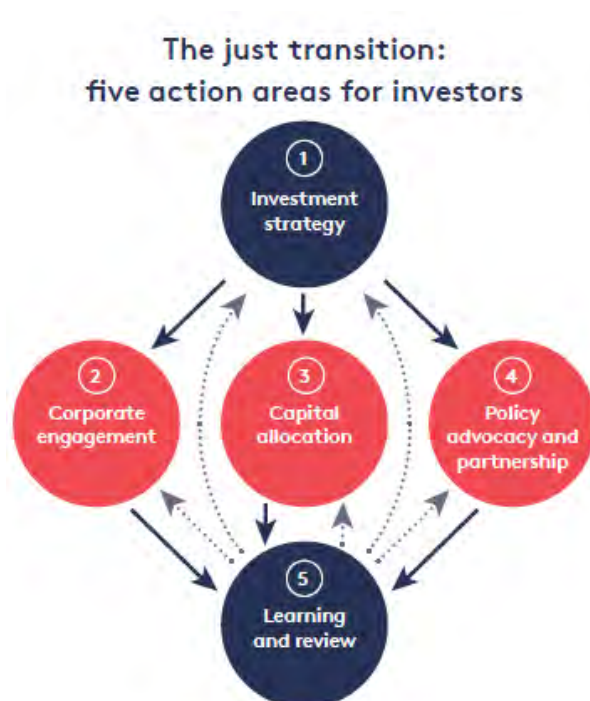 The just transition:
five action areas for investors
1
Investment
strategy
2
Corporate
engagement
3
Capital
allocation
4
Policy
advocacy and
partnership
5
Learning
and review